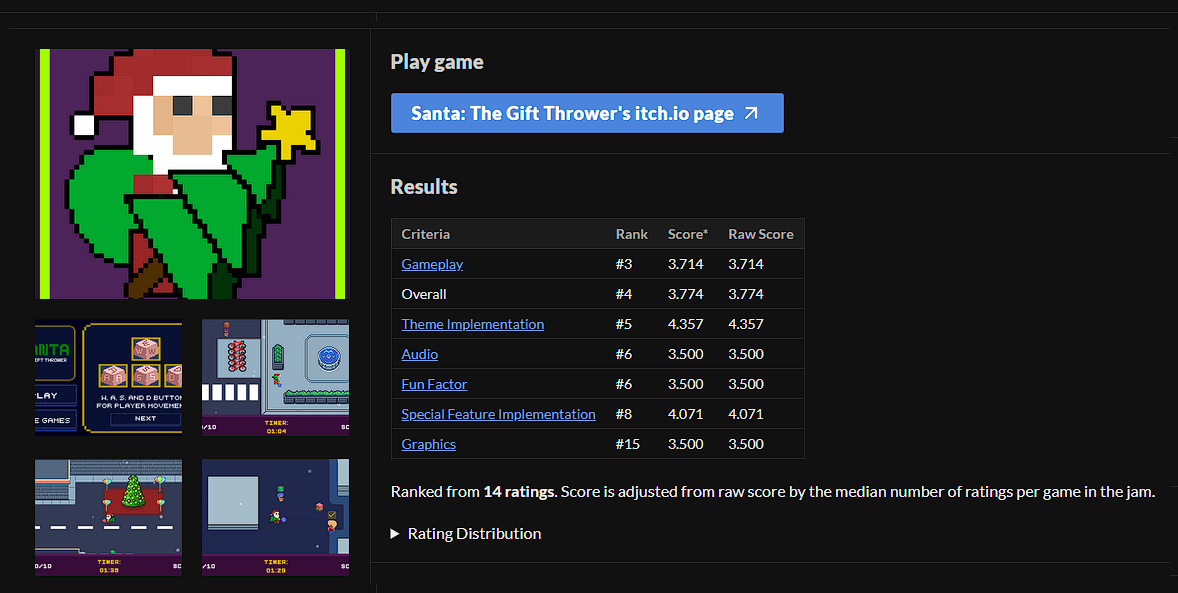 Play game
Santa: The Gift Thrower's itch.io page
Results
Criteria Rank Score* Raw Score
Gameplay #3 3.714 3.714
Overall #4 3.774 3.774
Theme Implementation #5 4.357 4.357
Audio #6 3.500 3.500
Fun Factor #6 3.500 3.500
Special Feature Implementation #8 4.071 4.071
Graphics #15 3.500 3.500
Ranked from 14 ratings. Score is adjusted from raw score by the median number of ratings per game in the jam.
Rating Distribution
ANTA
IFT THROWER
LAY
E GAMES
W, A, S, AND D BUTTON
FOR PLAYER MOVEMEN
NEXT
/10 TIMER: SC
01:04
0/10 TIMER: SC
01:38
/10 TIMER: SC
01:29